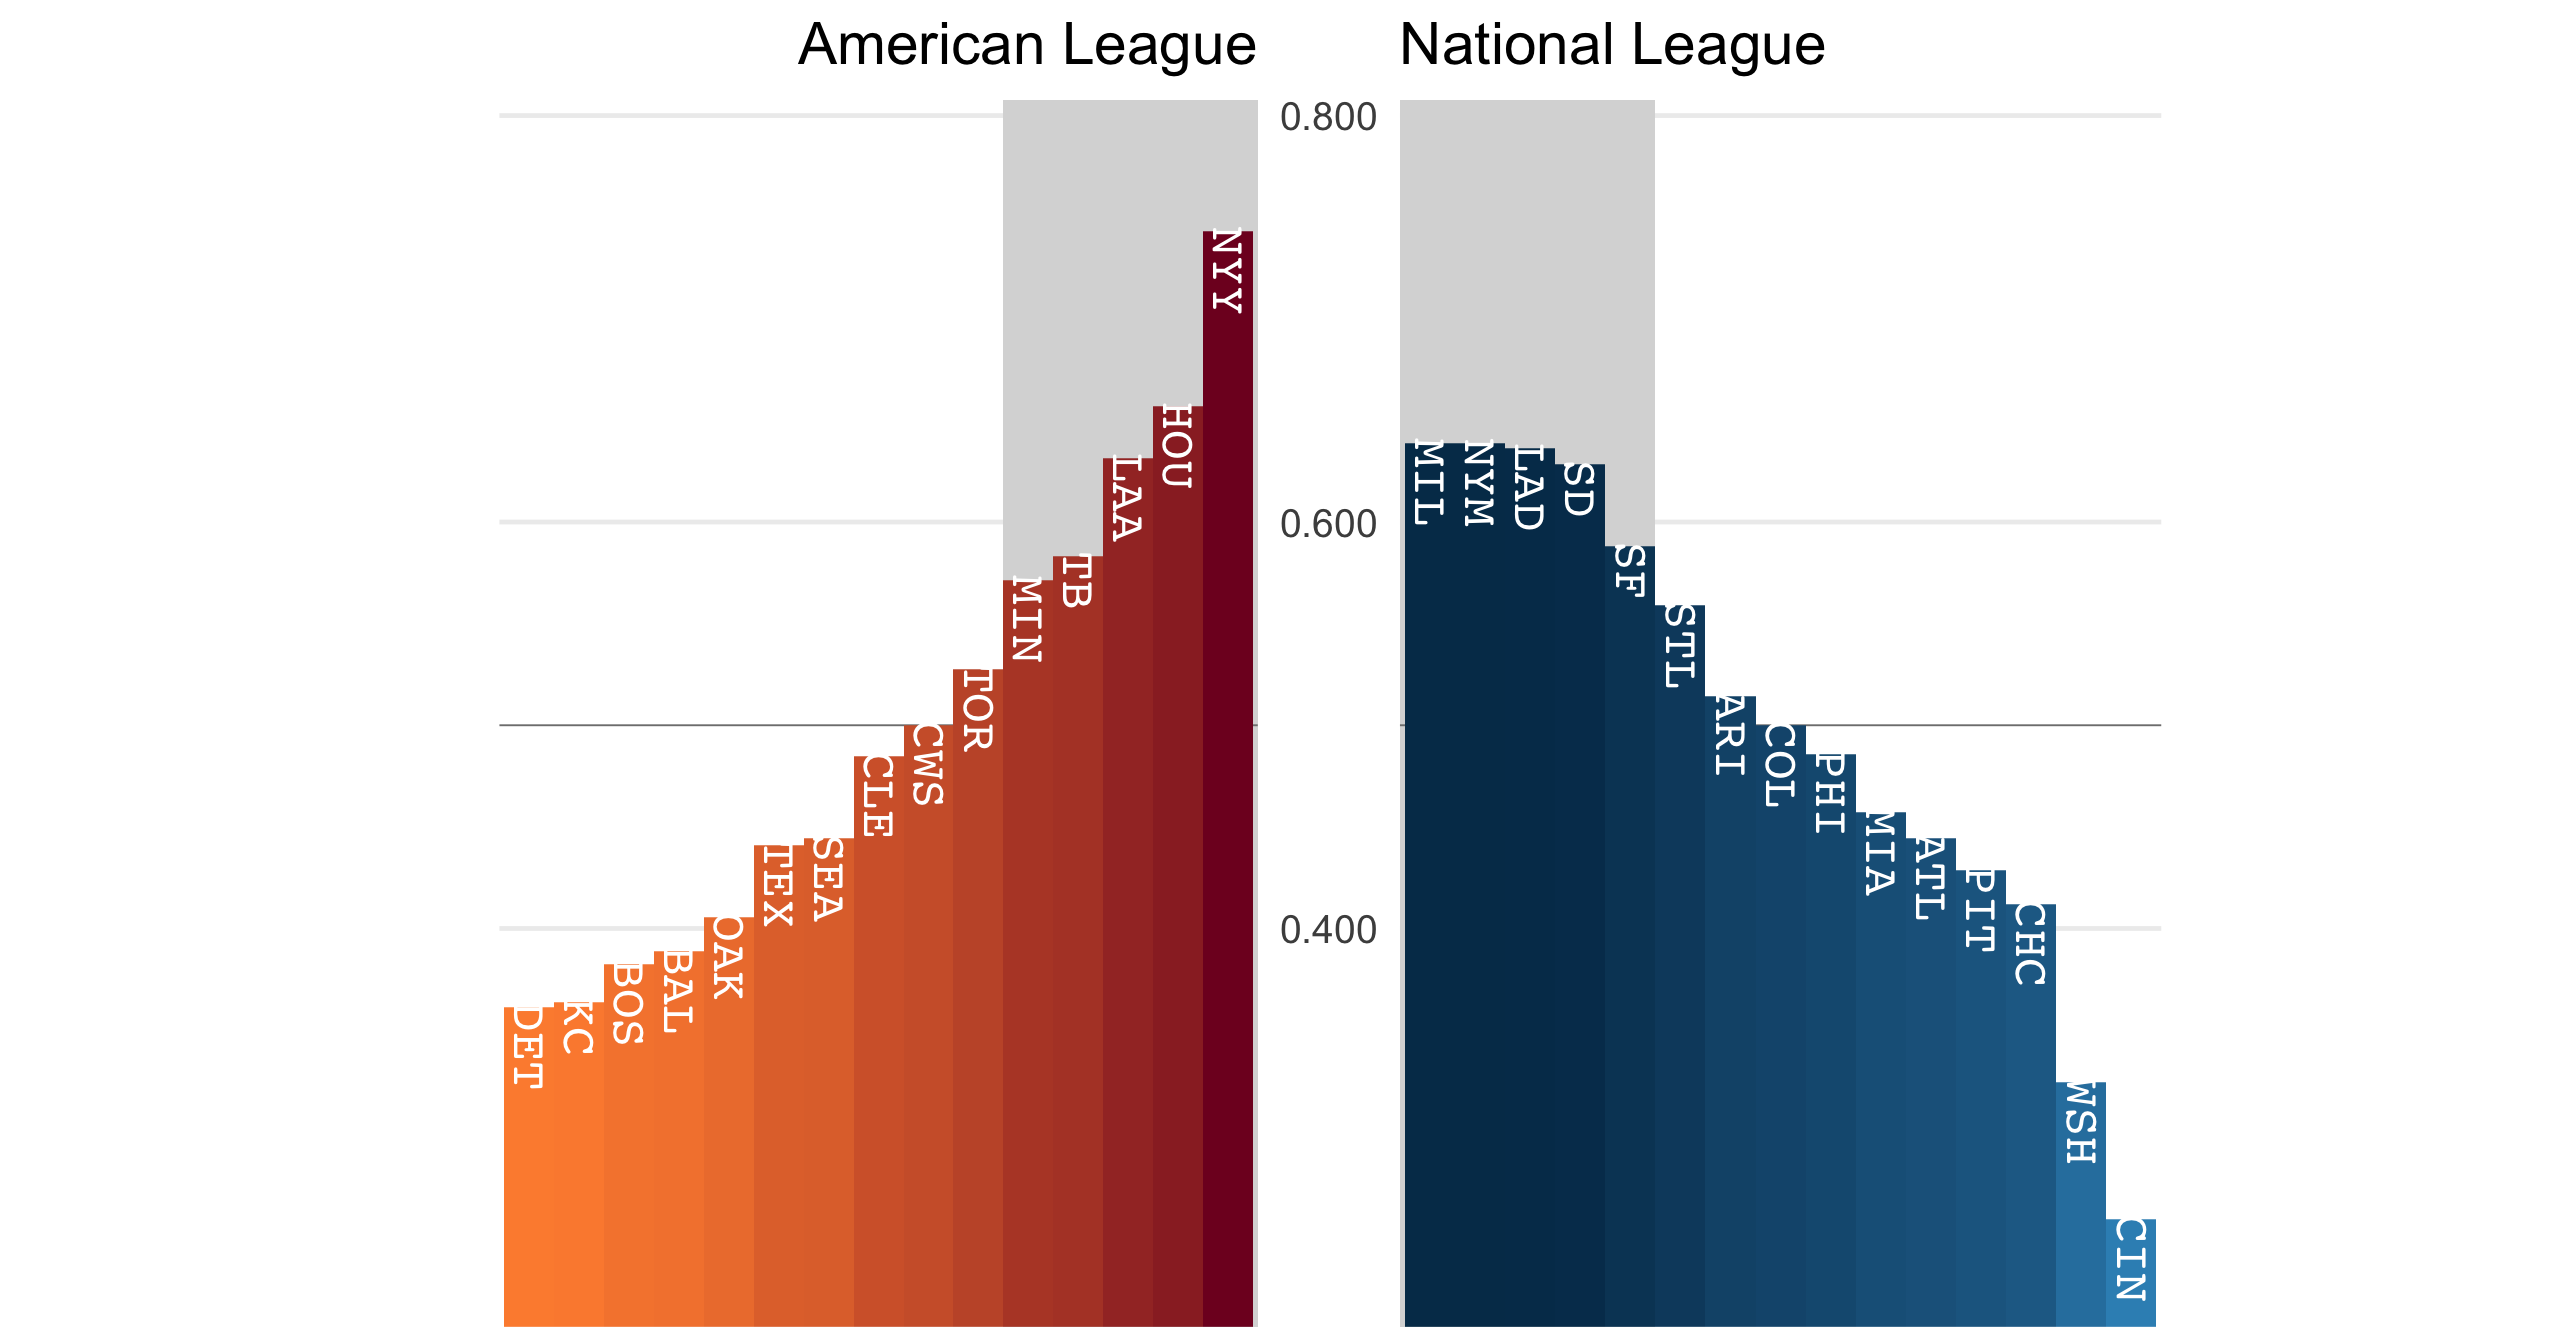 American League
National League
0.800
0.600
0.400
DET
KC
BOS
BAL
OAK
TEX
SEA
CLE
CWS
TOR
MIN
TB
LAA
HOU
NYY
MIL
NYM
LAD
SD
SF
STL
ARI
COL
PHI
MIA
ATL
PIT
CHC
WSH
CIN